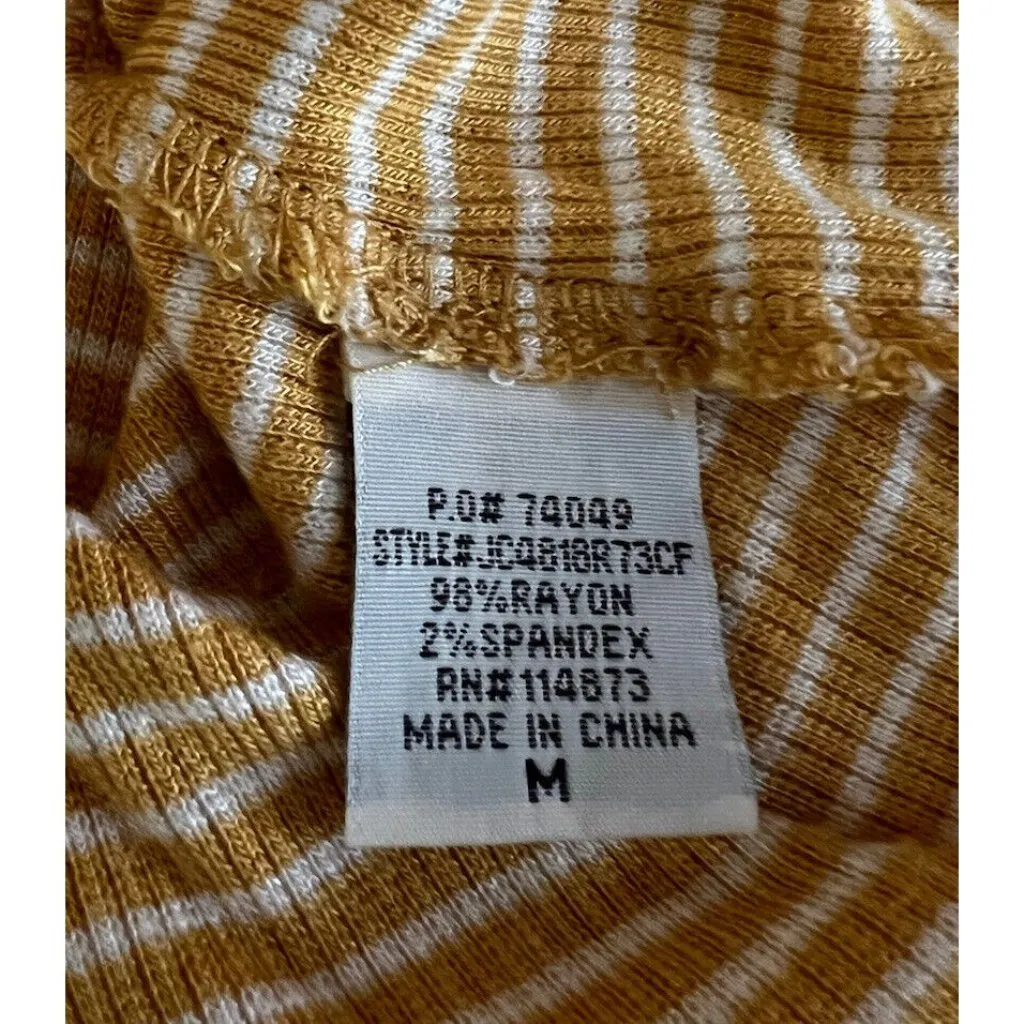 P.O# 74049
STYLE#JC4818R73CF
98%RAYON
2%SPANDEX
RN#114873
MADE IN CHINA
M